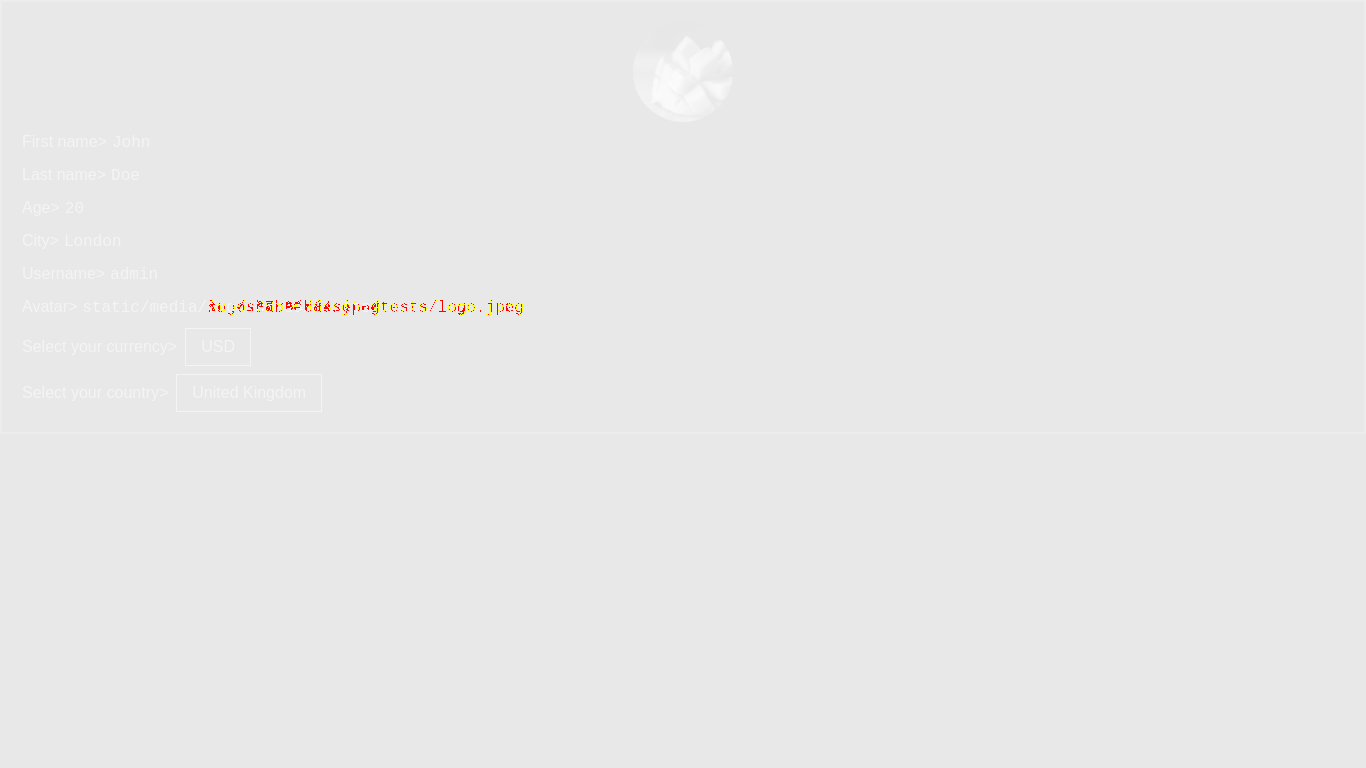 First name> John
Last name> Doe
Age> 20
City> London
Username> admin
Avatar> static/media/ tests/logo.jpeg
Select your currency> USD
Select your country> United Kingdom